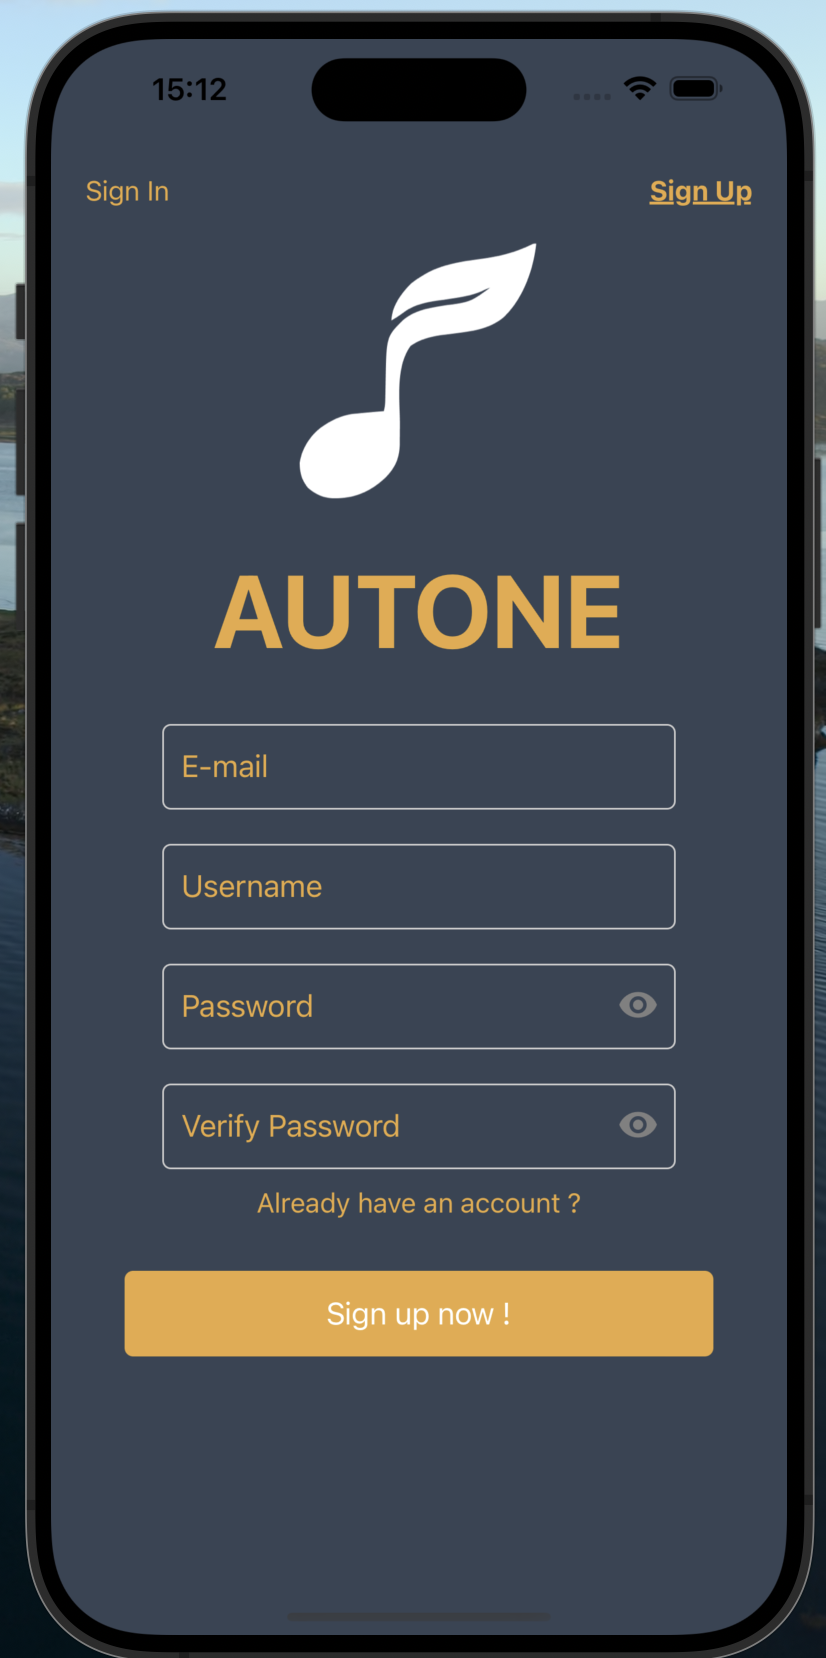 15:12
Sign In
Sign Up
AUTONE
E-mail
Username
Password
Verify Password
Already have an account ?
Sign up now !